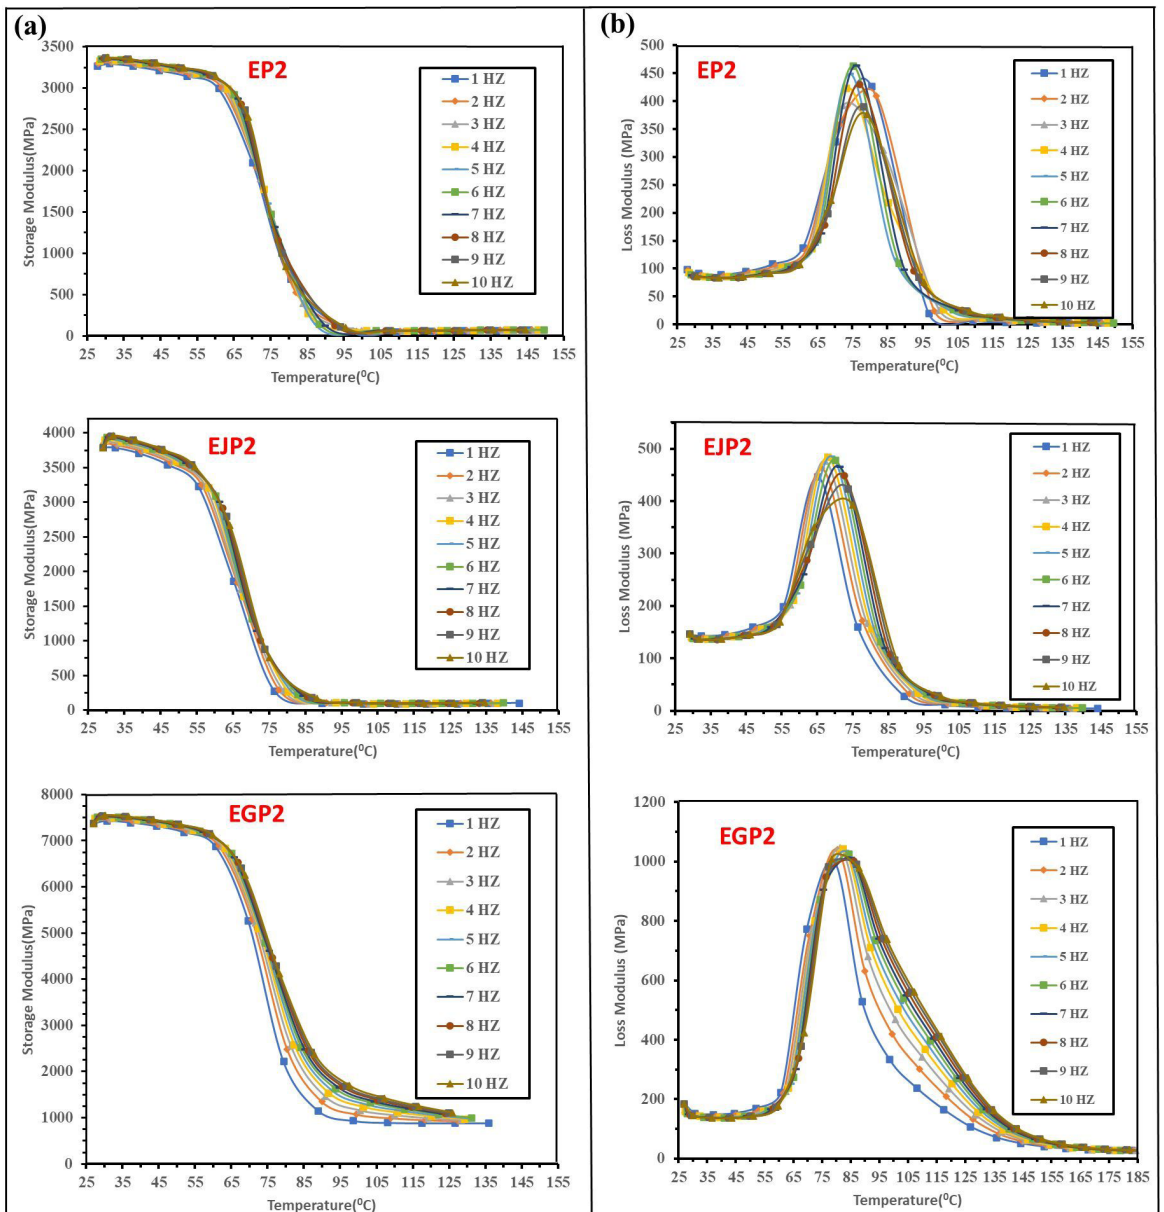 (a)
EP2
3500
3000
2500
2000
1500
1000
500
0
Storage Modulus(MPa)
25 35 45 55 65 75 85 95 105 115 125 135 145 155
Temperature(⁰C)
1 HZ
2 HZ
3 HZ
4 HZ
5 HZ
6 HZ
7 HZ
8 HZ
9 HZ
10 HZ
(b)
EP2
500
450
400
350
300
250
200
150
100
50
0
Loss Modulus (MPa)
25 35 45 55 65 75 85 95 105 115 125 135 145 155
Temperature(⁰C)
1 HZ
2 HZ
3 HZ
4 HZ
5 HZ
6 HZ
7 HZ
8 HZ
9 HZ
10 HZ
EJP2
4000
3500
3000
2500
2000
1500
1000
500
0
Storage Modulus(MPa)
25 35 45 55 65 75 85 95 105 115 125 135 145 155
Temperature(⁰C)
1 HZ
2 HZ
3 HZ
4 HZ
5 HZ
6 HZ
7 HZ
8 HZ
9 HZ
10 HZ
EJP2
500
400
300
200
100
0
Loss Modulus (MPa)
25 35 45 55 65 75 85 95 105 115 125 135 145 155
Temperature(⁰C)
1 HZ
2 HZ
3 HZ
4 HZ
5 HZ
6 HZ
7 HZ
8 HZ
9 HZ
10 HZ
EGP2
8000
7000
6000
5000
4000
3000
2000
1000
0
Storage Modulus(MPa)
25 35 45 55 65 75 85 95 105 115 125 135 145 155
Temperature(⁰C)
1 HZ
2 HZ
3 HZ
4 HZ
5 HZ
6 HZ
7 HZ
8 HZ
9 HZ
10 HZ
EGP2
1200
1000
800
600
400
200
0
Loss Modulus (MPa)
25 35 45 55 65 75 85 95 105 115 125 135 145 155 165 175 185
Temperature(⁰C)
1 HZ
2 HZ
3 HZ
4 HZ
5 HZ
6 HZ
7 HZ
8 HZ
9 HZ
10 HZ